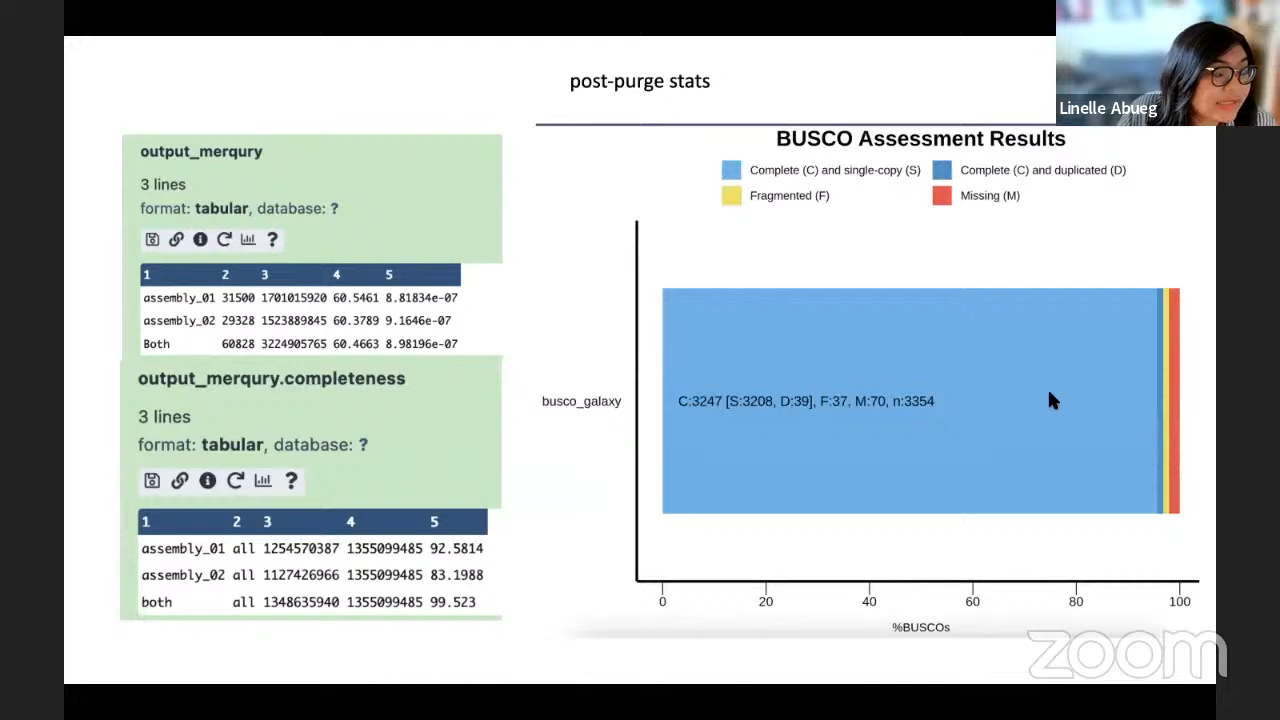 post-purge stats
Linelle Abueg
output_merqury
3 lines
format: tabular, database: ?
1 2 3 4 5
assembly_01 31500 1701015920 60.5461 8.81834e-07
assembly_02 29328 1523889845 60.3789 9.1646e-07
Both 60828 3224905765 60.4663 8.98196e-07
output_merqury.completeness
3 lines
format: tabular, database: ?
1 2 3 4 5
assembly_01 all 1254570387 1355099485 92.5814
assembly_02 all 1127426966 1355099485 83.1988
both all 1348635940 1355099485 99.523
BUSCO Assessment Results
Complete (C) and single-copy (S) Complete (C) and duplicated (D)
Fragmented (F) Missing (M)
busco_galaxy C:3247 [S:3208, D:39], F:37, M:70, n:3354
0 20 40 60 80 100
%BUSCOs
zoom